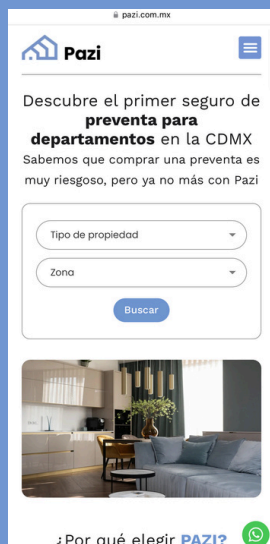 pazi.com.mx
Pazi
Descubre el primer seguro de
preventa para
departamentos en la CDMX
Sabemos que comprar una preventa es
muy riesgoso, pero ya no más con Pazi
Tipo de propiedad
Zona
Buscar
¿Por qué elegir PAZI?